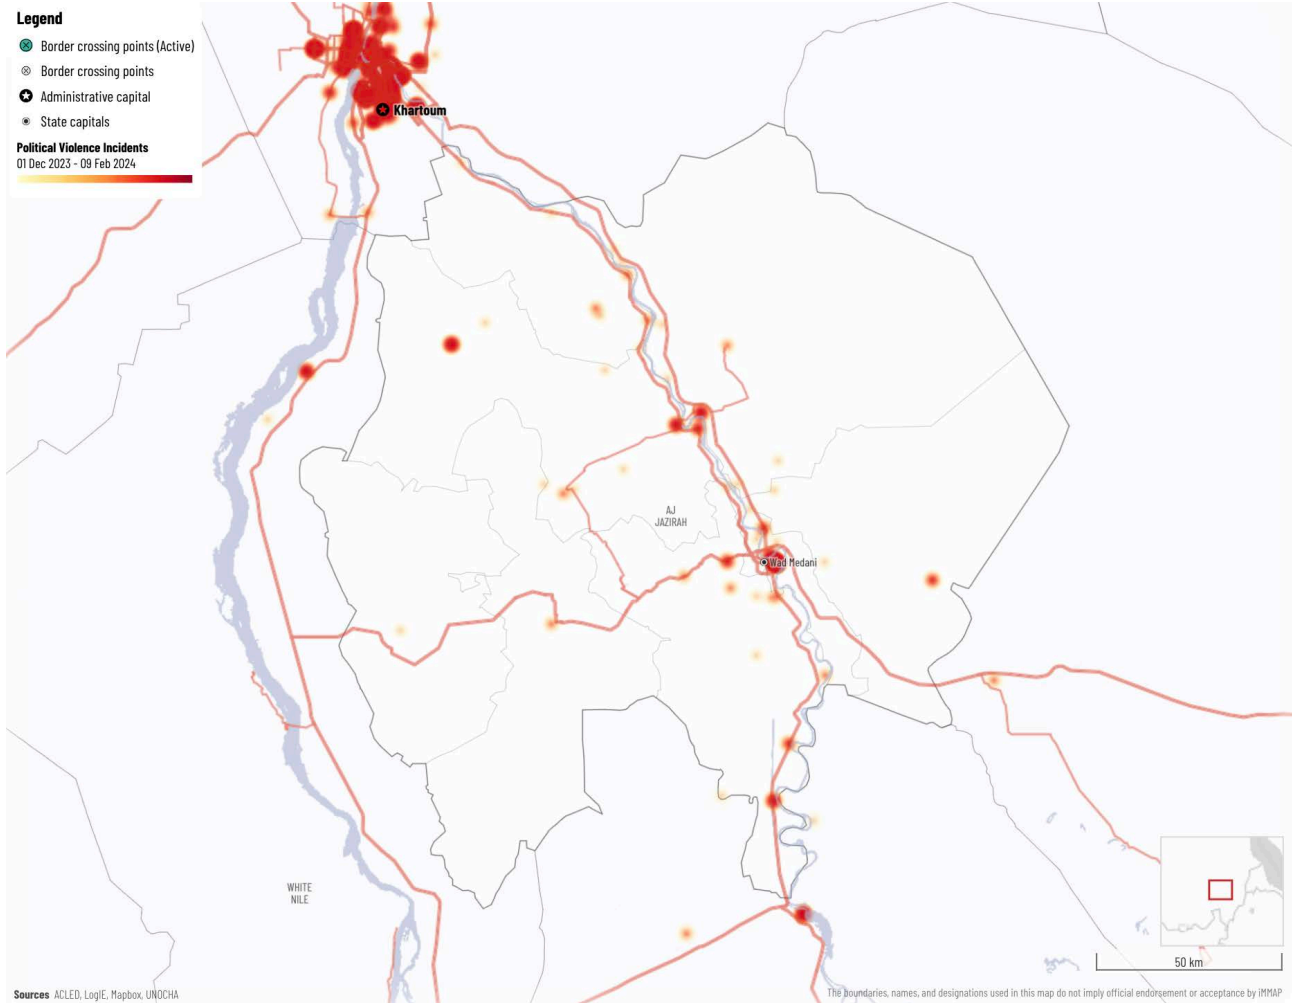 Legend
Border crossing points (Active)
Border crossing points
Administrative capital
State capitals
Political Violence Incidents
01 Dec 2023 - 09 Feb 2024
Khartoum
AJ
JAZIRAH
Wad Medani
WHITE
NILE
50 km
Sources ACLED, LogIE, Mapbox, UNOCHA
The boundaries, names, and designations used in this map do not imply official endorsement or acceptance by iMMAP